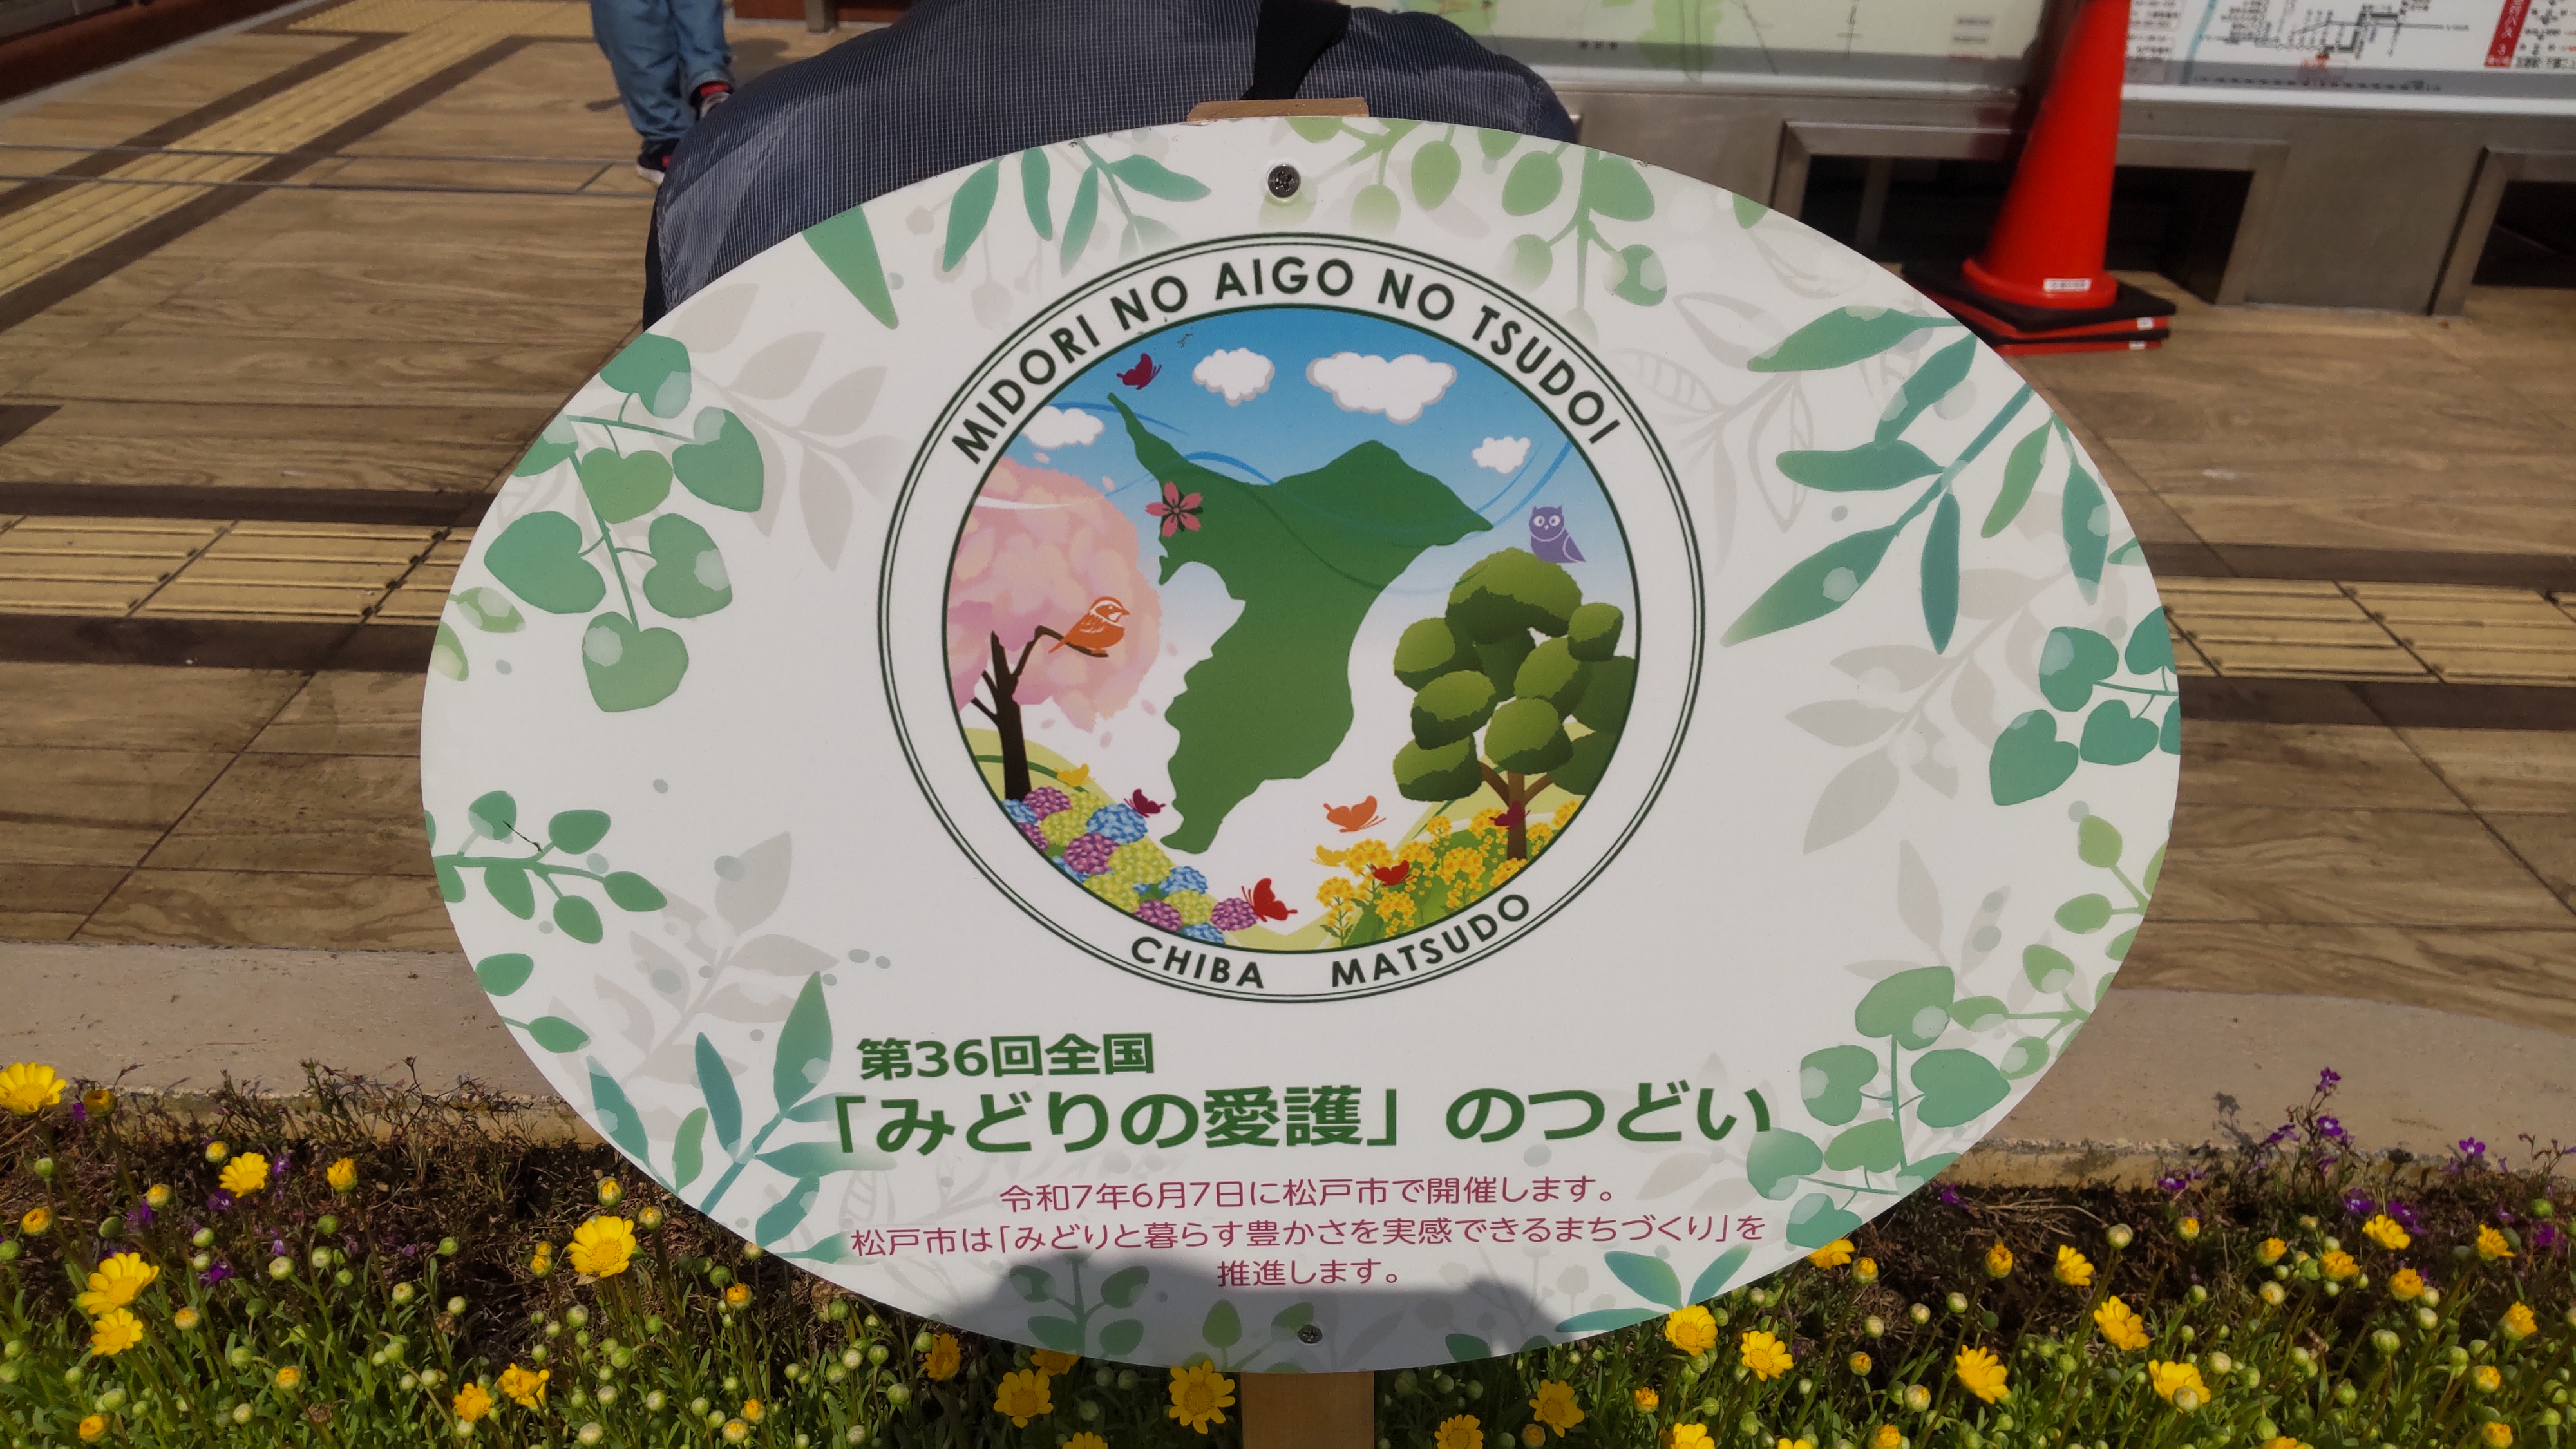 MIDORI NO AIGO NO TSUDOI
CHIBA MATSUDO
第36回全国
「みどりの愛護」のつどい
令和7年6月7日に松戸市で開催します。
松戸市は「みどりと暮らす豊かさを実感できるまちづくり」を
推進します。